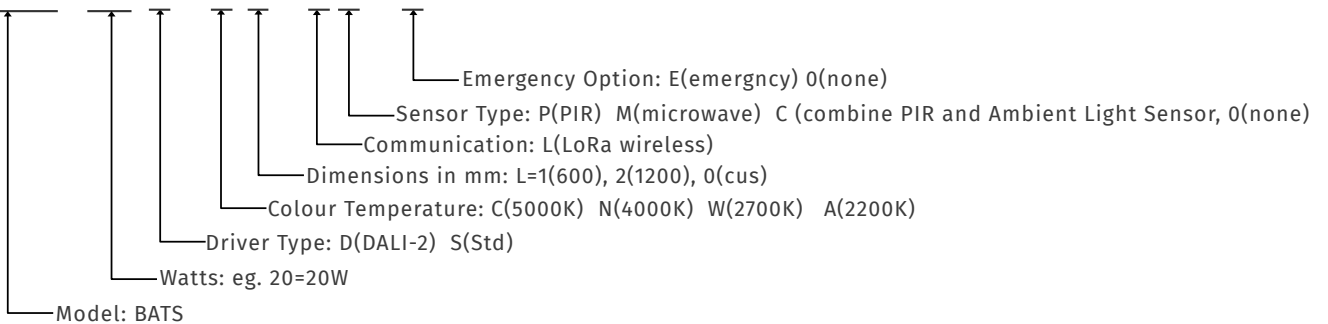 Emergency Option: E(emergncy) 0(none)
Sensor Type: P(PIR) M(microwave) C (combine PIR and Ambient Light Sensor, 0(none)
Communication: L(LoRa wireless)
Dimensions in mm: L=1(600), 2(1200), 0(cus)
Colour Temperature: C(5000K) N(4000K) W(2700K) A(2200K)
Driver Type: D(DALI-2) S(Std)
Watts: eg. 20=20W
Model: BATS